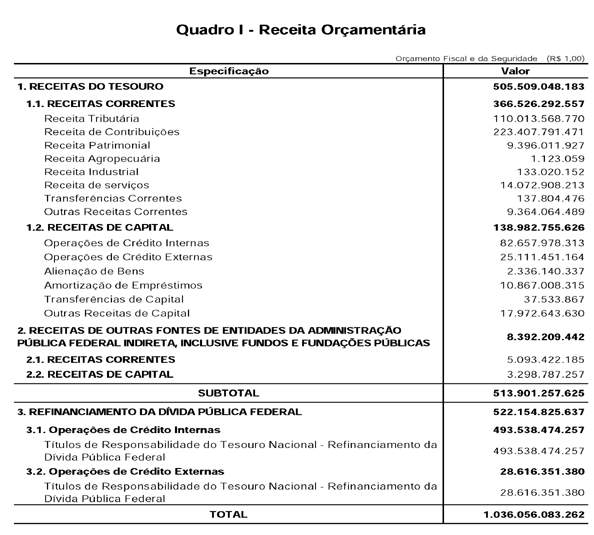 Quadro I - Receita Orçamentária
Orçamento Fiscal e da Seguridade (R$ 1,00)
Especificação Valor
1. RECEITAS DO TESOURO 505.509.048.183
1.1. RECEITAS CORRENTES 366.526.292.557
Receita Tributária 110.013.568.770
Receita de Contribuições 223.407.791.471
Receita Patrimonial 9.396.011.927
Receita Agropecuária 1.123.059
Receita Industrial 133.020.152
Receita de serviços 14.072.908.213
Transferências Correntes 137.804.476
Outras Receitas Correntes 9.364.064.489
1.2. RECEITAS DE CAPITAL 138.982.755.626
Operações de Crédito Internas 82.657.978.313
Operações de Crédito Externas 25.111.451.164
Alienação de Bens 2.336.140.337
Amortização de Empréstimos 10.867.008.315
Transferências de Capital 37.533.867
Outras Receitas de Capital 17.972.643.630
2. RECEITAS DE OUTRAS FONTES DE ENTIDADES DA ADMINISTRAÇÃO
PÚBLICA FEDERAL INDIRETA, INCLUSIVE FUNDOS E FUNDAÇÕES PÚBLICAS 8.392.209.442
2.1. RECEITAS CORRENTES 5.093.422.185
2.2. RECEITAS DE CAPITAL 3.298.787.257
SUBTOTAL 513.901.257.625
3. REFINANCIAMENTO DA DÍVIDA PÚBLICA FEDERAL 522.154.825.637
3.1. Operações de Crédito Internas 493.538.474.257
Títulos de Responsabilidade do Tesouro Nacional - Refinanciamento da
Dívida Pública Federal 493.538.474.257
3.2. Operações de Crédito Externas 28.616.351.380
Títulos de Responsabilidade do Tesouro Nacional - Refinanciamento da
Dívida Pública Federal 28.616.351.380
TOTAL 1.036.056.083.262